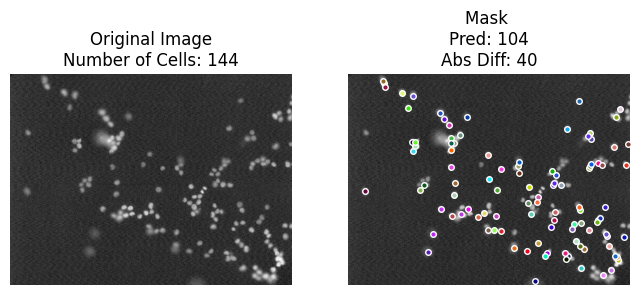 Original Image
Number of Cells: 144
Mask
Pred: 104
Abs Diff: 40